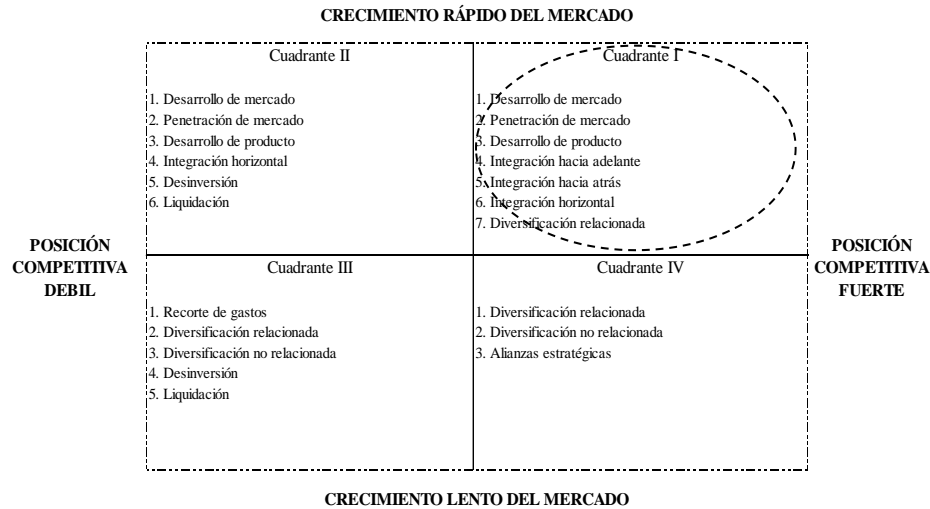 CRECIMIENTO RÁPIDO DEL MERCADO
Cuadrante II
1. Desarrollo de mercado
2. Penetración de mercado
3. Desarrollo de producto
4. Integración horizontal
5. Desinversión
6. Liquidación
Cuadrante I
1. Desarrollo de mercado
2. Penetración de mercado
3. Desarrollo de producto
4. Integración hacia adelante
5. Integración hacia atrás
6. Integración horizontal
7. Diversificación relacionada
POSICIÓN
COMPETITIVA
DEBIL
POSICIÓN
COMPETITIVA
FUERTE
Cuadrante III
1. Recorte de gastos
2. Diversificación relacionada
3. Diversificación no relacionada
4. Desinversión
5. Liquidación
Cuadrante IV
1. Diversificación relacionada
2. Diversificación no relacionada
3. Alianzas estratégicas
CRECIMIENTO LENTO DEL MERCADO